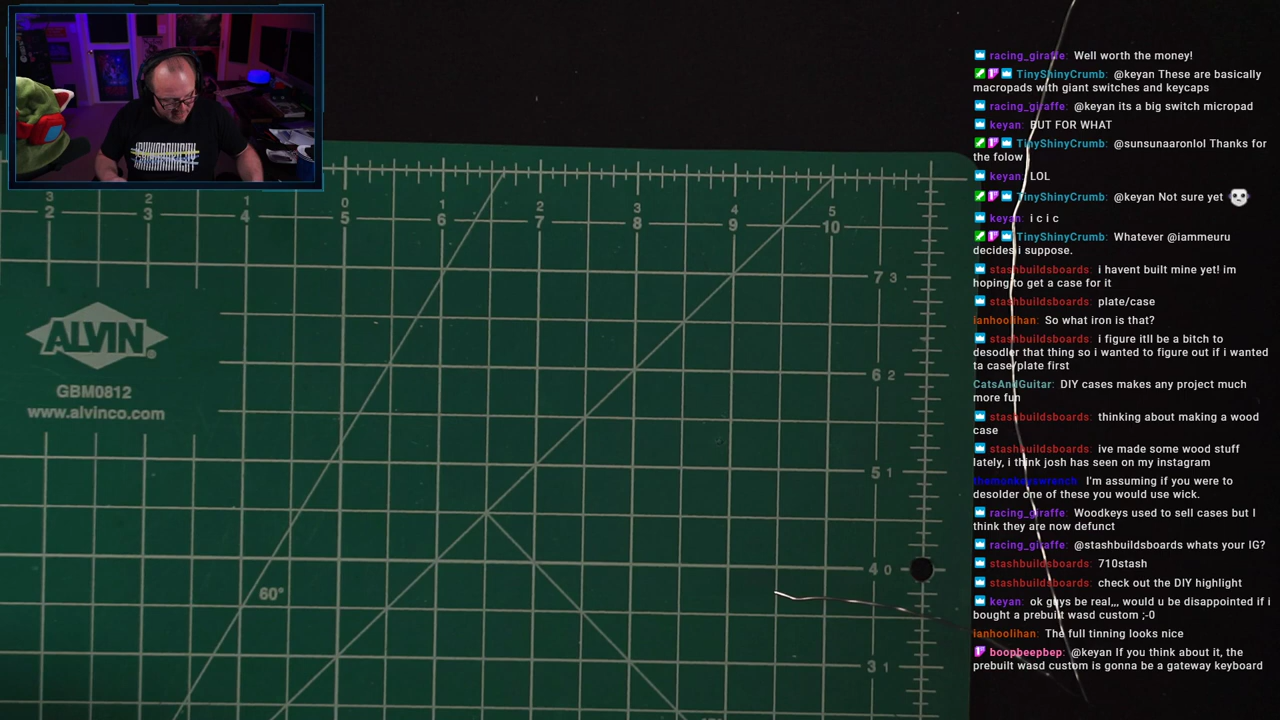 racing_giraffe: Well worth the money!
TinyShinyCrumb: @keyan These are basically
macropads with giant switches and keycaps
racing_giraffe: @keyan its a big switch micropad
keyan: BUT FOR WHAT
TinyShinyCrumb: @sunsunaaronlol Thanks for
the folow
keyan: LOL
TinyShinyCrumb: @keyan Not sure yet
keyan: i c i c
TinyShinyCrumb: Whatever @iammeuru
decides i suppose.
stashbuildsboards: i havent built mine yet! im
hoping to get a case for it
stashbuildsboards: plate/case
ianhoolihan: So what iron is that?
stashbuildsboards: i figure itll be a bitch to
desodler that thing so i wanted to figure out if i wanted
ta case/plate first
CatsAndGuitar: DIY cases makes any project much
more fun
stashbuildsboards: thinking about making a wood
case
stashbuildsboards: ive made some wood stuff
lately, i think josh has seen on my instagram
themonkeyswrench: I'm assuming if you were to
desolder one of these you would use wick.
racing_giraffe: Woodkeys used to sell cases but I
think they are now defunct
racing_giraffe: @stashbuildsboards whats your IG?
stashbuildsboards: 710stash
stashbuildsboards: check out the DIY highlight
keyan: ok guys be real,,, would u be disappointed if i
bought a prebuilt wasd custom ;-0
ianhoolihan: The full tinning looks nice
boopbeepbep: @keyan If you think about it, the
prebuilt wasd custom is gonna be a gateway keyboard
3 0 1 2 3 4 5
2 3 4 5 6 7 8 9 10
7 3
6 2
5 1
4 0
3 1
ALVIN®
GBM0812
www.alvinco.com
60°